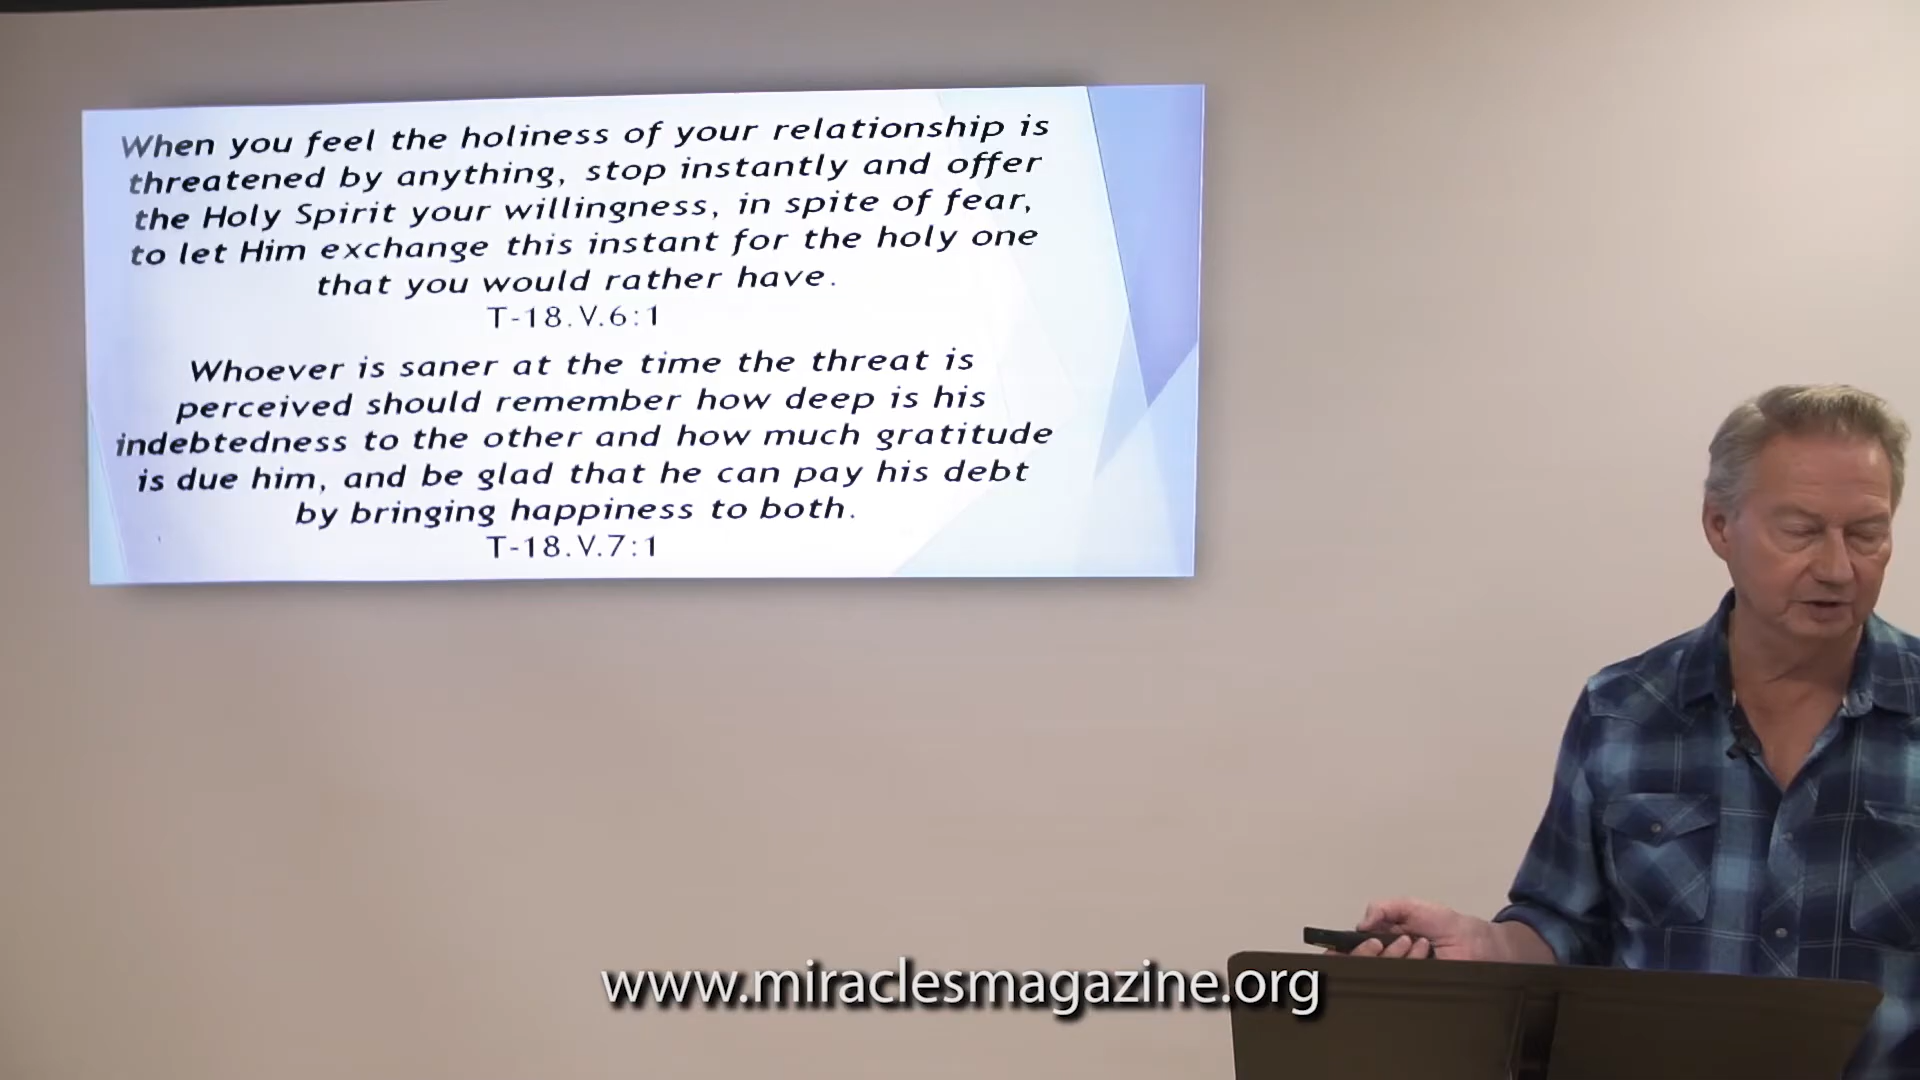 When you feel the holiness of your relationship is
threatened by anything, stop instantly and offer
the Holy Spirit your willingness, in spite of fear,
to let Him exchange this instant for the holy one
that you would rather have.
T-18.V.6:1
Whoever is saner at the time the threat is
perceived should remember how deep is his
indebtedness to the other and how much gratitude
is due him, and be glad that he can pay his debt
by bringing happiness to both.
T-18.V.7:1
www.miraclesmagazine.org